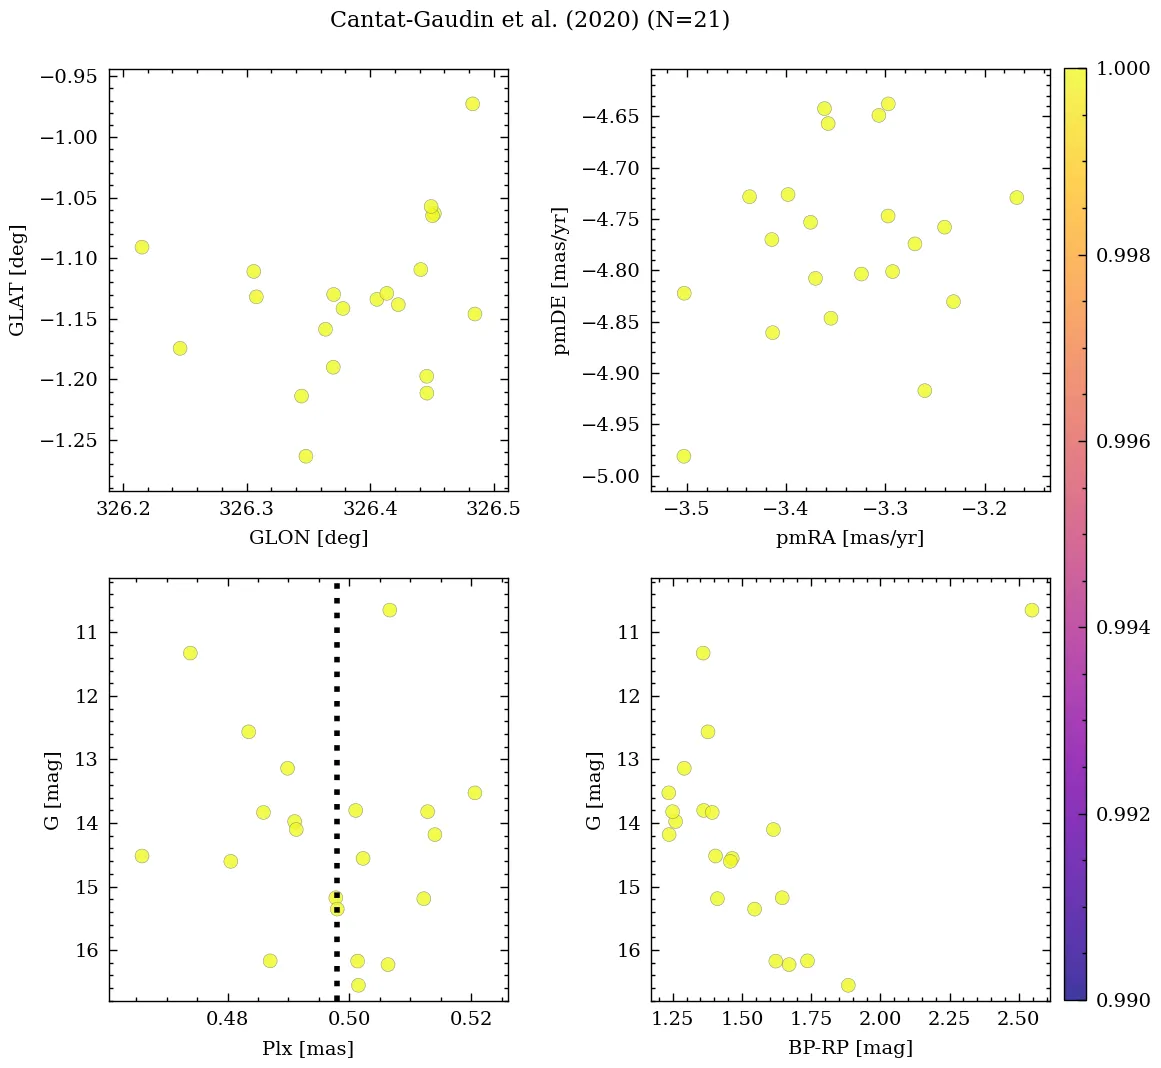 Cantat-Gaudin et al. (2020) (N=21)
−0.95
−1.00
−1.05
−1.10
−1.15
−1.20
−1.25
GLAT [deg]
326.2 326.3 326.4 326.5
GLON [deg]
−4.65
−4.70
−4.75
−4.80
−4.85
−4.90
−4.95
−5.00
pmDE [mas/yr]
−3.5 −3.4 −3.3 −3.2
pmRA [mas/yr]
11
12
13
14
15
16
G [mag]
0.48 0.50 0.52
Plx [mas]
11
12
13
14
15
16
G [mag]
1.25 1.50 1.75 2.00 2.25 2.50
BP-RP [mag]
1.000
0.998
0.996
0.994
0.992
0.990